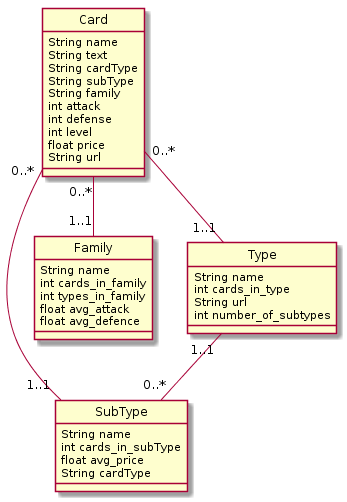 Card
String name
String text
String cardType
String subType
String family
int attack
int defense
int level
float price
String url
0..*
0..*
0..*
1..1
1..1
Family
String name
int cards_in_family
int types_in_family
float avg_attack
float avg_defence
Type
String name
int cards_in_type
String url
int number_of_subtypes
1..1
1..1
0..*
SubType
String name
int cards_in_subType
float avg_price
String cardType